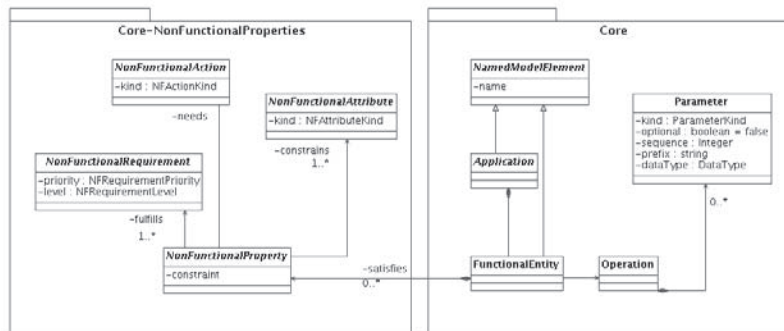 Core-NonFunctionalProperties
NonFunctionalAction
-kind : NFActionKind
-needs
NonFunctionalAttribute
-kind : NFAttributeKind
-constrains
1..*
NonFunctionalRequirement
-priority : NFRequirementPriority
-level : NFRequirementLevel
-fulfills
1..*
NonFunctionalProperty
-constraint
-satisfies
0..*
Core
NamedModelElement
-name
Application
FunctionalEntity
Operation
Parameter
-kind : ParameterKind
-optional : boolean = false
-sequence : Integer
-prefix : string
-dataType : DataType
0..*